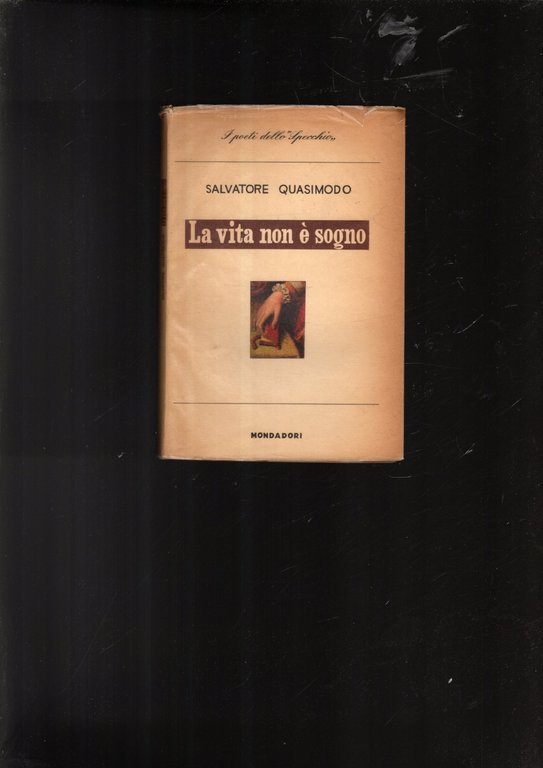 I poeti dello "Specchio"
SALVATORE QUASIMODO
La vita non è sogno
MONDADORI